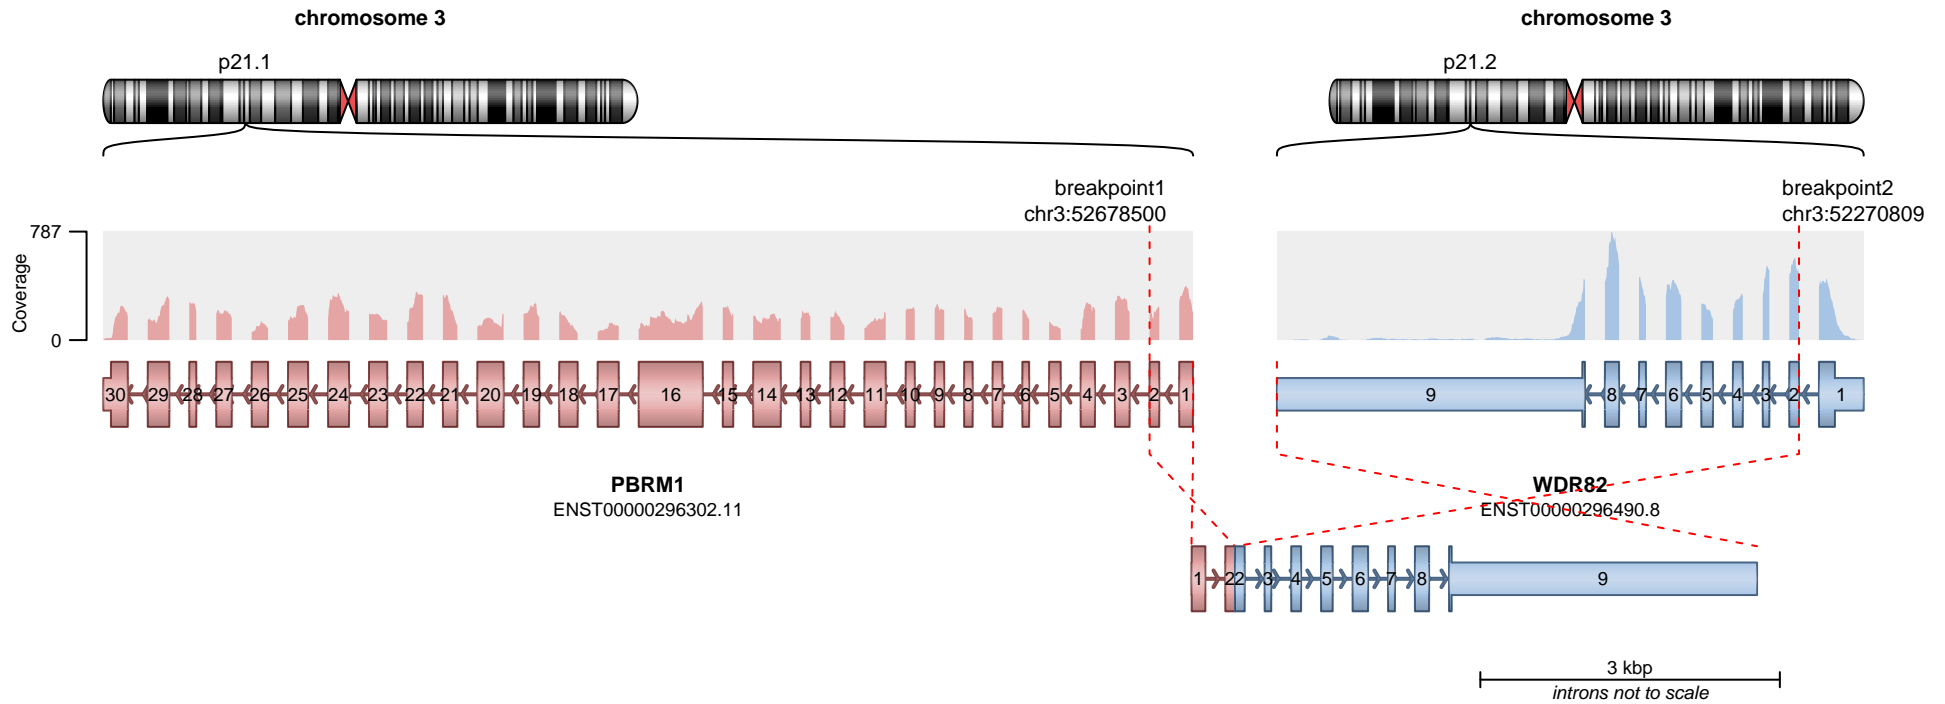 chromosome 3
chromosome 3
p21.1
p21.2
breakpoint1
chr3:52678500
breakpoint2
chr3:52270809
787
Coverage
0
30 29 28 27 26 25 24 23 22 21 20 19 18 17 16 15 14 13 12 11 10 9 8 7 6 5 4 3 2 1
9 8 7 6 5 4 3 2 1
PBRM1
ENST00000296302.11
WDR82
ENST00000296490.8
1 2 2 3 4 5 6 7 8 9
3 kbp
introns not to scale